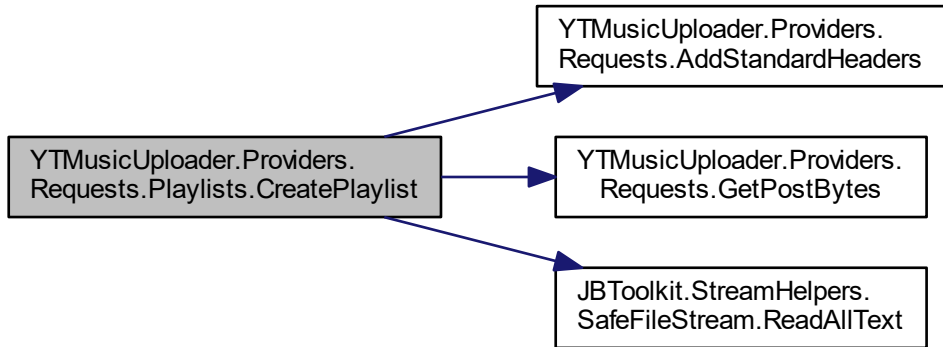 YTMusicUploader.Providers.
Requests.AddStandardHeaders
YTMusicUploader.Providers.
Requests.Playlists.CreatePlaylist
YTMusicUploader.Providers.
Requests.GetPostBytes
JBToolkit.StreamHelpers.
SafeFileStream.ReadAllText